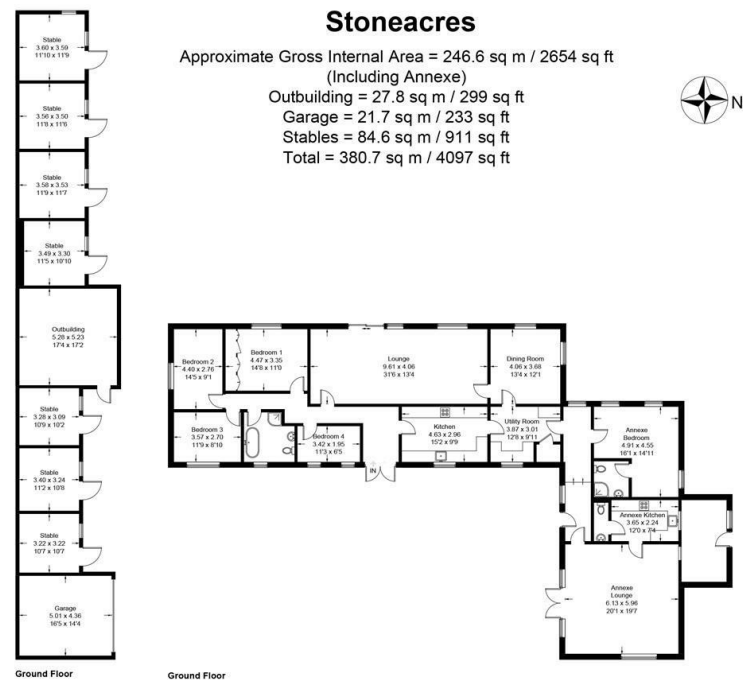 Stoneacres
Approximate Gross Internal Area = 246.6 sq m / 2654 sq ft
(Including Annexe)
Outbuilding = 27.8 sq m / 299 sq ft
Garage = 21.7 sq m / 233 sq ft
Stables = 84.6 sq m / 911 sq ft
Total = 380.7 sq m / 4097 sq ft
N
Stable
3.60 x 3.59
11'10 x 11'9
Stable
3.56 x 3.50
11'8 x 11'6
Stable
3.58 x 3.53
11'9 x 11'7
Stable
3.49 x 3.30
11'5 x 10'10
Outbuilding
5.28 x 5.23
17'4 x 17'2
Stable
3.28 x 3.09
10'9 x 10'2
Stable
3.40 x 3.24
11'2 x 10'8
Stable
3.22 x 3.22
10'7 x 10'7
Garage
5.01 x 4.36
16'5 x 14'4
Ground Floor
Bedroom 2
4.40 x 2.76
14'5 x 9'1
Bedroom 1
4.47 x 3.35
14'8 x 11'0
Lounge
9.61 x 4.06
31'6 x 13'4
Dining Room
4.06 x 3.68
13'4 x 12'1
Bedroom 3
3.57 x 2.70
11'9 x 8'10
Bedroom 4
3.42 x 1.95
11'3 x 6'5
IN
Kitchen
4.63 x 2.96
15'2 x 9'9
Utility Room
3.87 x 3.01
12'8 x 9'11
Annexe
Bedroom
4.91 x 4.55
16'1 x 14'11
Annexe Kitchen
3.65 x 2.24
12'0 x 7'4
Annexe
Lounge
6.13 x 5.96
20'1 x 19'7
Ground Floor